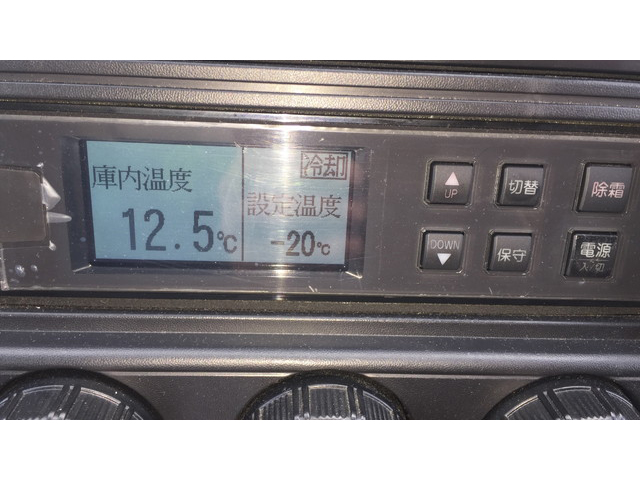 庫内温度
12.5℃
冷却
設定温度
-20℃
▲
UP
切替
除霜
DOWN
▼
保守
電源
入/切